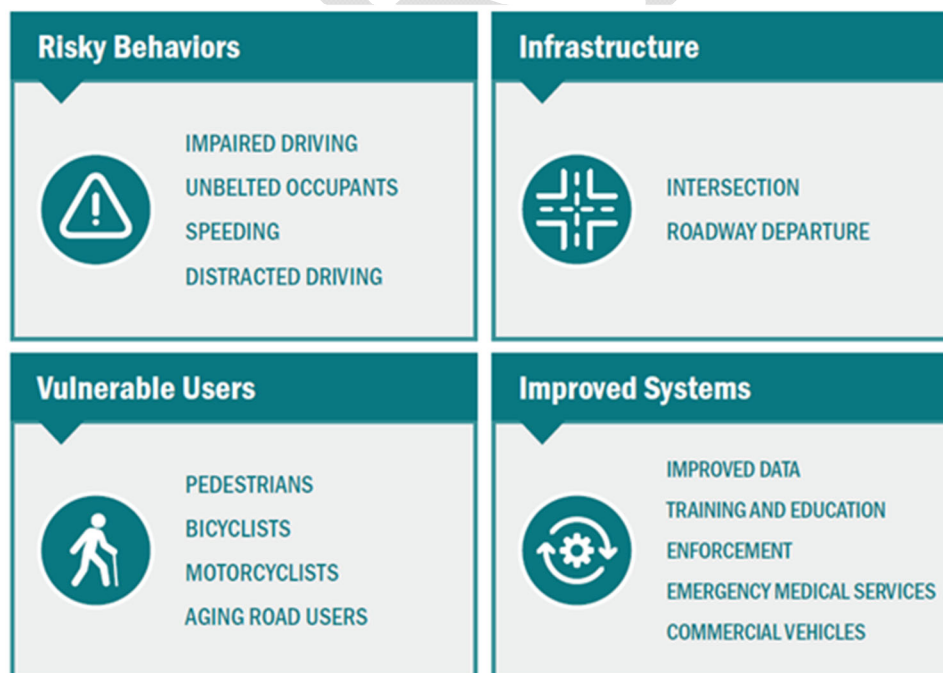 Risky Behaviors
IMPAIRED DRIVING
UNBELTED OCCUPANTS
SPEEDING
DISTRACTED DRIVING
Infrastructure
INTERSECTION
ROADWAY DEPARTURE
Vulnerable Users
PEDESTRIANS
BICYCLISTS
MOTORCYCLISTS
AGING ROAD USERS
Improved Systems
IMPROVED DATA
TRAINING AND EDUCATION
ENFORCEMENT
EMERGENCY MEDICAL SERVICES
COMMERCIAL VEHICLES